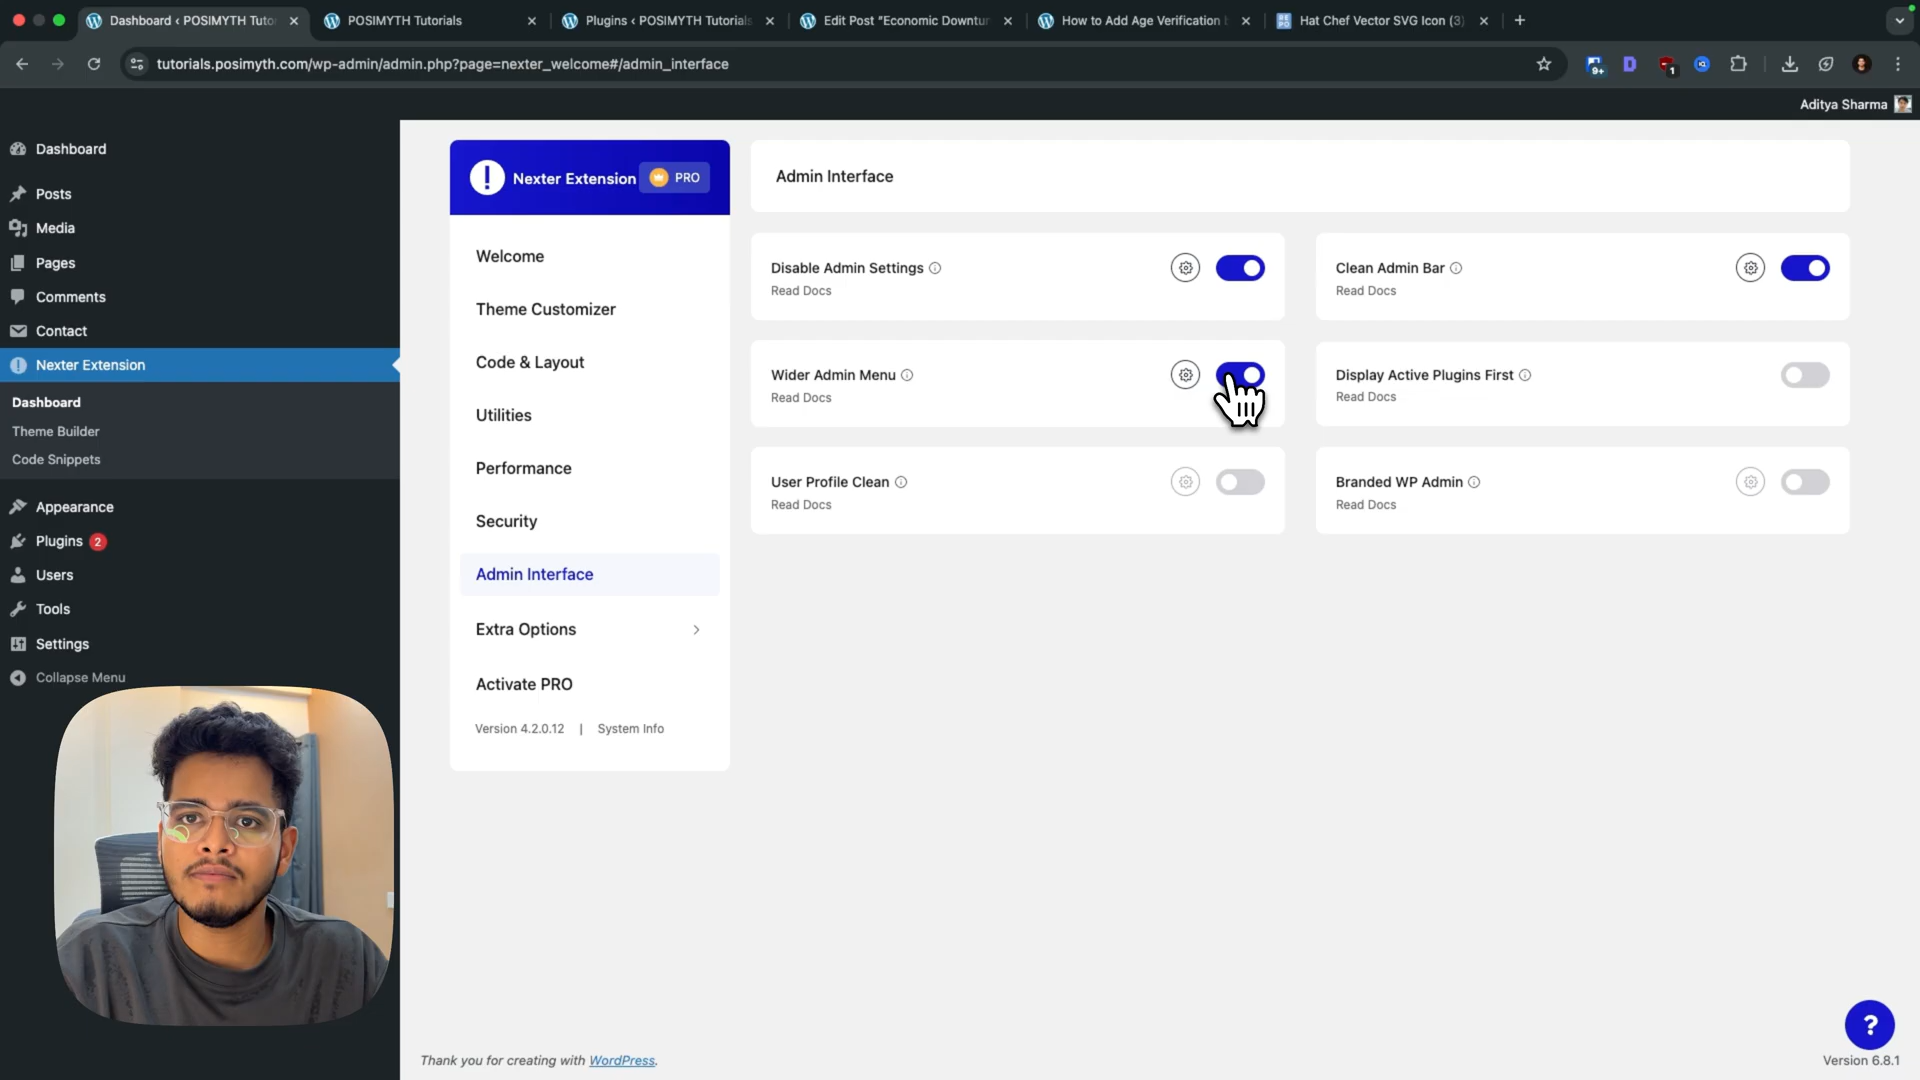 Dashboard ‹ POSIMYTH Tutor
POSIMYTH Tutorials
Plugins ‹ POSIMYTH Tutorials
Edit Post "Economic Downtur
How to Add Age Verification
Hat Chef Vector SVG Icon (3)
tutorials.posimyth.com/wp-admin/admin.php?page=nexter_welcome#/admin_interface
9+
D
1
Aditya Sharma
Dashboard
Posts
Media
Pages
Comments
Contact
Nexter Extension
Dashboard
Theme Builder
Code Snippets
Appearance
Plugins 2
Users
Tools
Settings
Collapse Menu
Nexter Extension PRO
Welcome
Theme Customizer
Code & Layout
Utilities
Performance
Security
Admin Interface
Extra Options
Activate PRO
Version 4.2.0.12 | System Info
Admin Interface
Disable Admin Settings
Read Docs
Clean Admin Bar
Read Docs
Wider Admin Menu
Read Docs
Display Active Plugins First
Read Docs
User Profile Clean
Read Docs
Branded WP Admin
Read Docs
?
Thank you for creating with WordPress.
Version 6.8.1